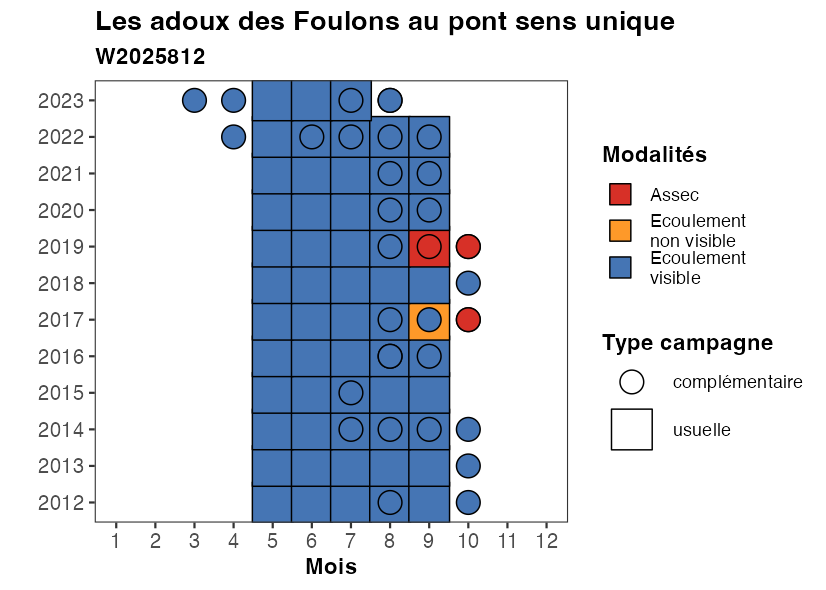 Les adoux des Foulons au pont sens unique
W2025812
2023
2022
2021
2020
2019
2018
2017
2016
2015
2014
2013
2012
1 2 3 4 5 6 7 8 9 10 11 12
Mois
Modalités
Assec
Ecoulement
non visible
Ecoulement
visible
Type campagne
complémentaire
usuelle